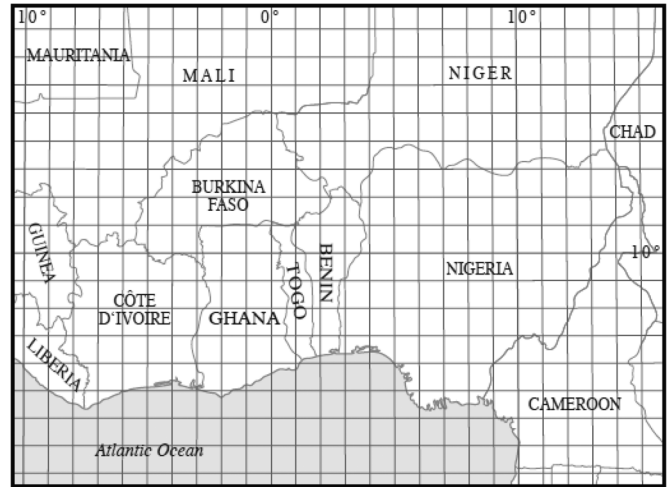 10° 0° 10°
MAURITANIA
MALI
NIGER
CHAD
BURKINA
FASO
GUINEA
BENIN
10°
NIGERIA
TOGO
CÔTE
D'IVOIRE
GHANA
LIBERIA
CAMEROON
Atlantic Ocean